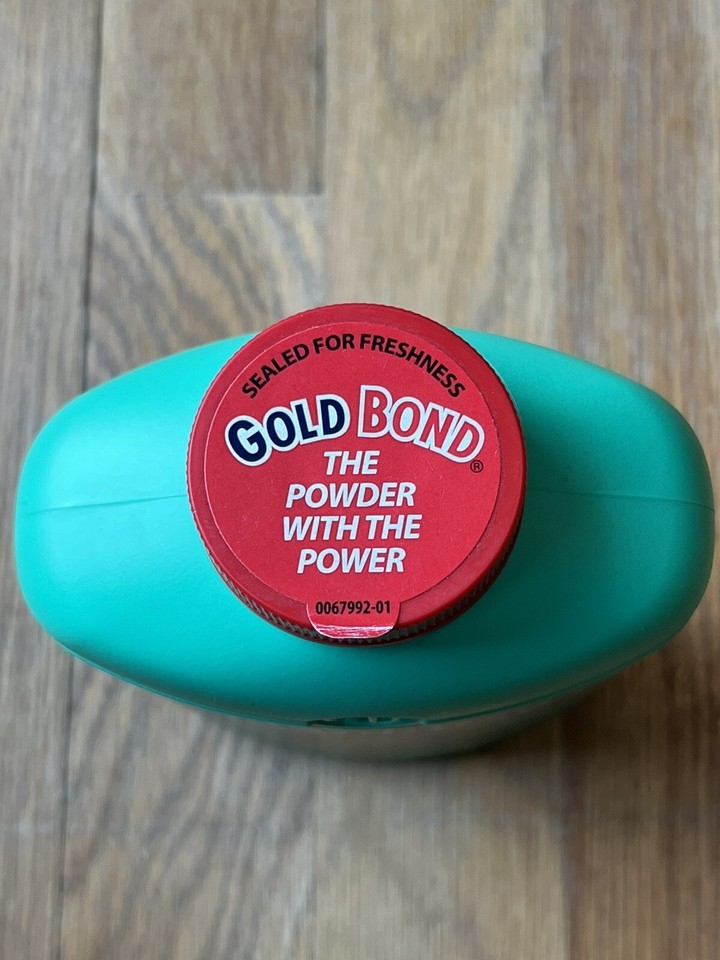 SEALED FOR FRESHNESS
GOLD BOND®
THE
POWDER
WITH THE
POWER
0067992-01